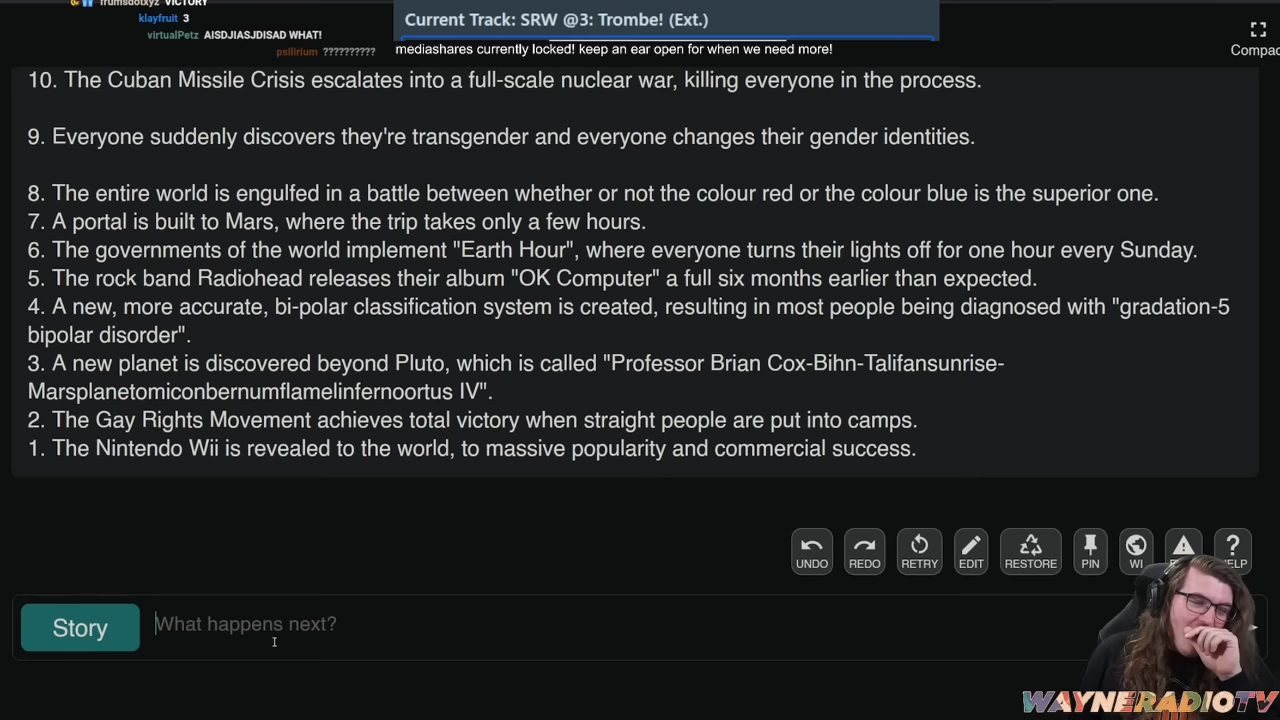 frumsdotxyz VICTORY
klayfruit 3
virtualPetz AISDJIASJDISAD WHAT!
psilirium ??????????
Current Track: SRW @3: Trombe! (Ext.)
mediashares currently locked! keep an ear open for when we need more!
10. The Cuban Missile Crisis escalates into a full-scale nuclear war, killing everyone in the process.
9. Everyone suddenly discovers they're transgender and everyone changes their gender identities.
8. The entire world is engulfed in a battle between whether or not the colour red or the colour blue is the superior one.
7. A portal is built to Mars, where the trip takes only a few hours.
6. The governments of the world implement "Earth Hour", where everyone turns their lights off for one hour every Sunday.
5. The rock band Radiohead releases their album "OK Computer" a full six months earlier than expected.
4. A new, more accurate, bi-polar classification system is created, resulting in most people being diagnosed with "gradation-5
bipolar disorder".
3. A new planet is discovered beyond Pluto, which is called "Professor Brian Cox-Bihn-Talifansunrise-
Marsplanetomiconbernumflamelinfernoortus IV".
2. The Gay Rights Movement achieves total victory when straight people are put into camps.
1. The Nintendo Wii is revealed to the world, to massive popularity and commercial success.
UNDO REDO RETRY EDIT RESTORE PIN WI
Story What happens next?
WAYNERADIOTV